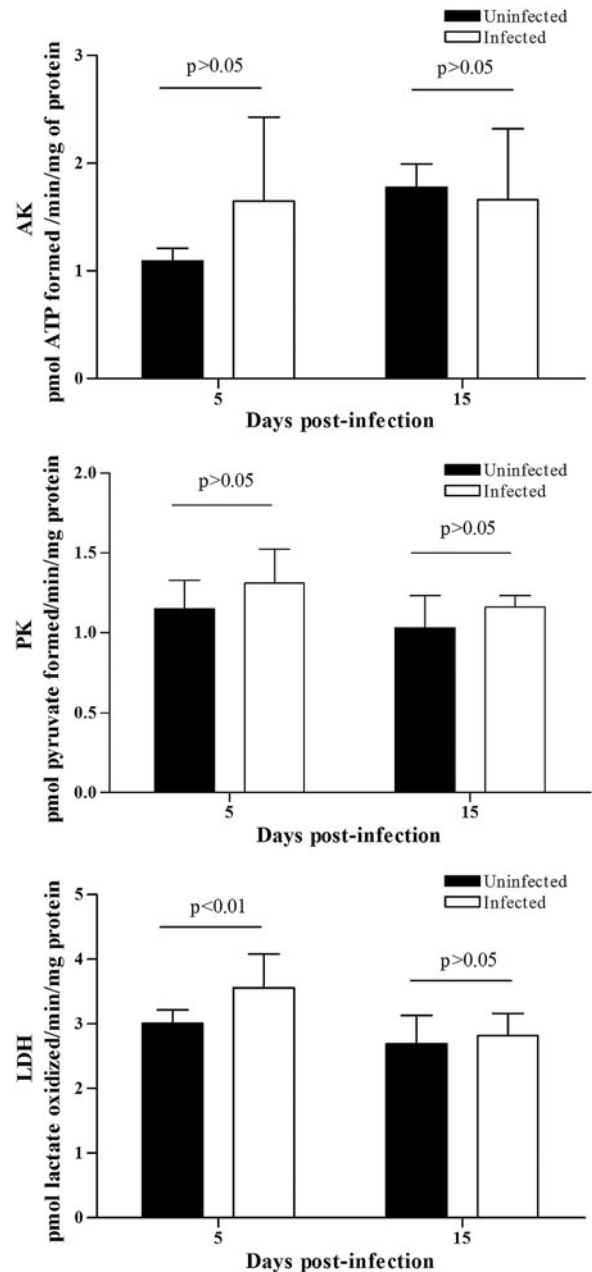 Uninfected
Infected
3
p>0.05
p>0.05
2
1
0
AK
pmol ATP formed /min/mg of protein
5
15
Days post-infection
Uninfected
Infected
2.0
p>0.05
p>0.05
1.5
1.0
0.5
0.0
PK
pmol pyruvate formed/min/mg protein
5
15
Days post-infection
Uninfected
Infected
5
p<0.01
p>0.05
4
3
2
1
0
LDH
pmol lactate oxidized/min/mg protein
5
15
Days post-infection